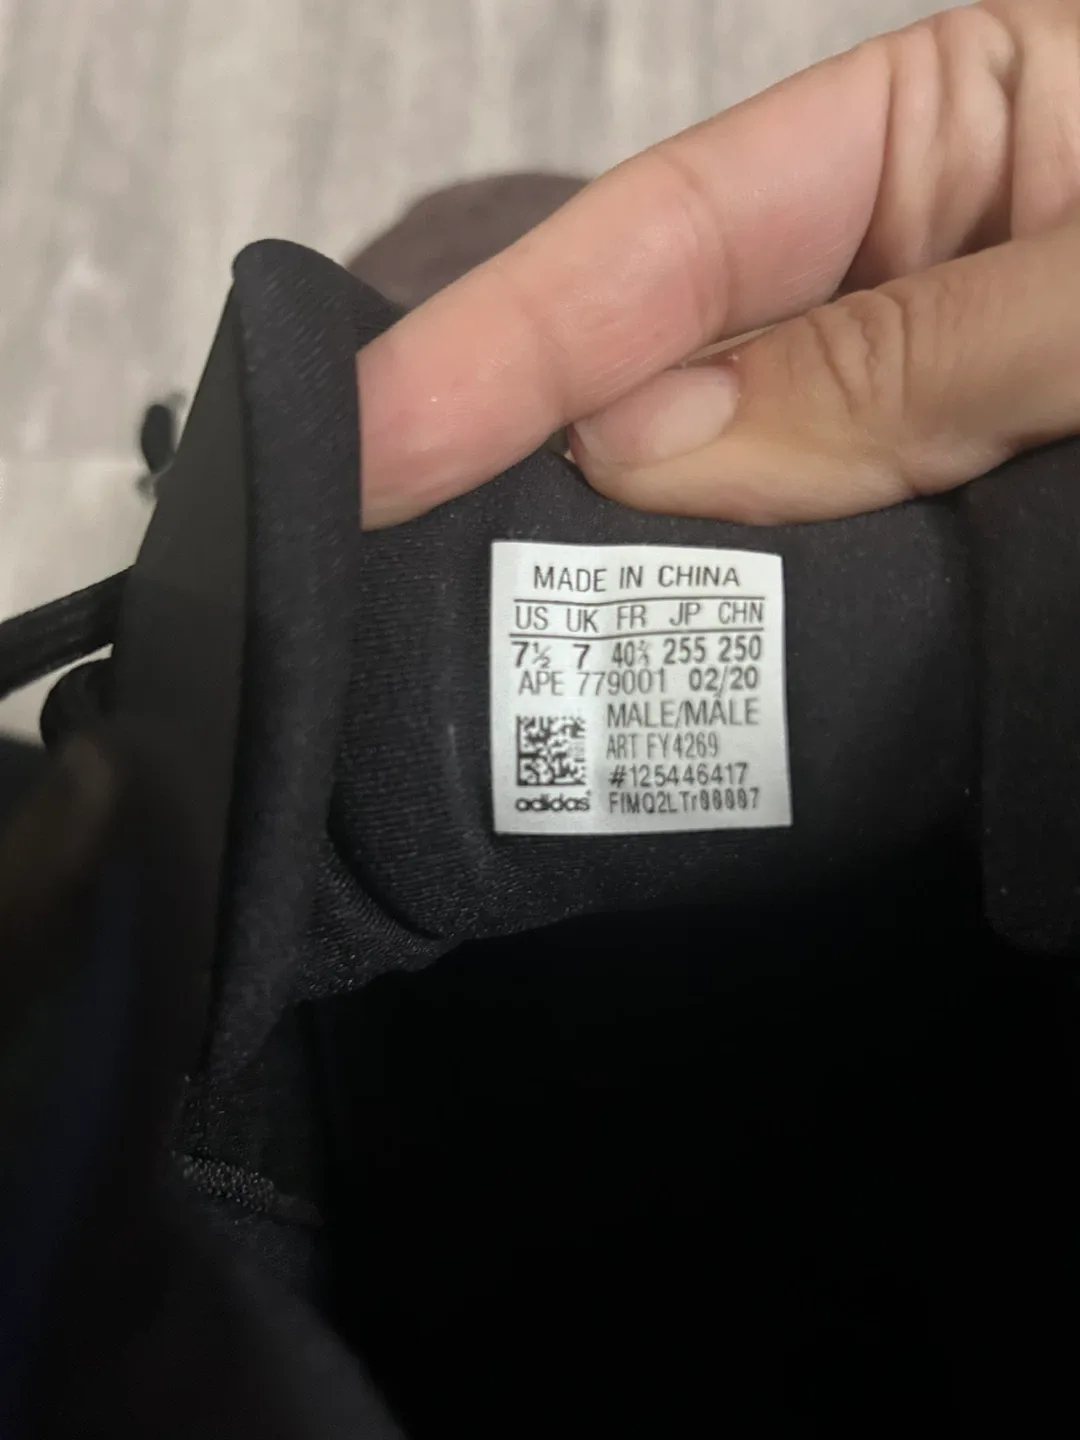 MADE IN CHINA
US UK FR JP CHN
7½ 7 40⅔ 255 250
APE 779001 02/20
MALE/MÂLE
ART FY4269
#125446417
adidas